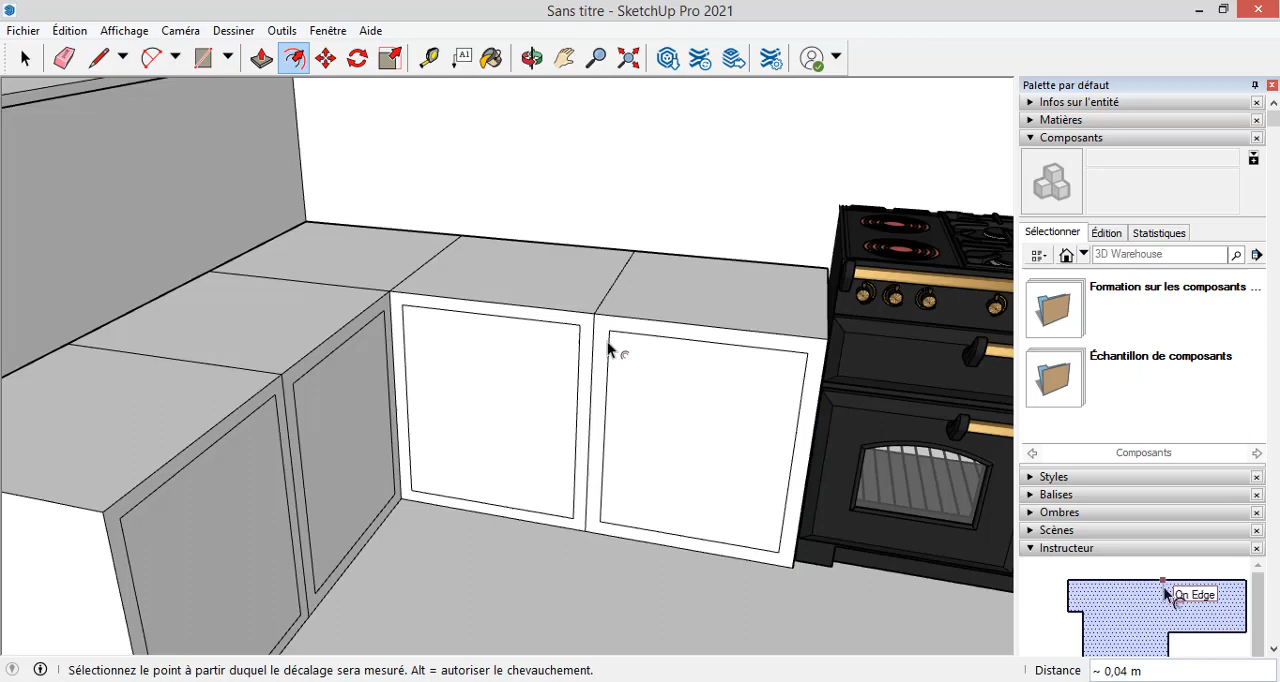 Sans titre - SketchUp Pro 2021
Fichier Édition Affichage Caméra Dessiner Outils Fenêtre Aide
A1
Palette par défaut
Infos sur l'entité
Matières
Composants
Sélectionner Édition Statistiques
3D Warehouse
Formation sur les composants ...
Échantillon de composants
Composants
Styles
Balises
Ombres
Scènes
Instructeur
On Edge
Sélectionnez le point à partir duquel le décalage sera mesuré. Alt = autoriser le chevauchement.
Distance ~ 0,04 m